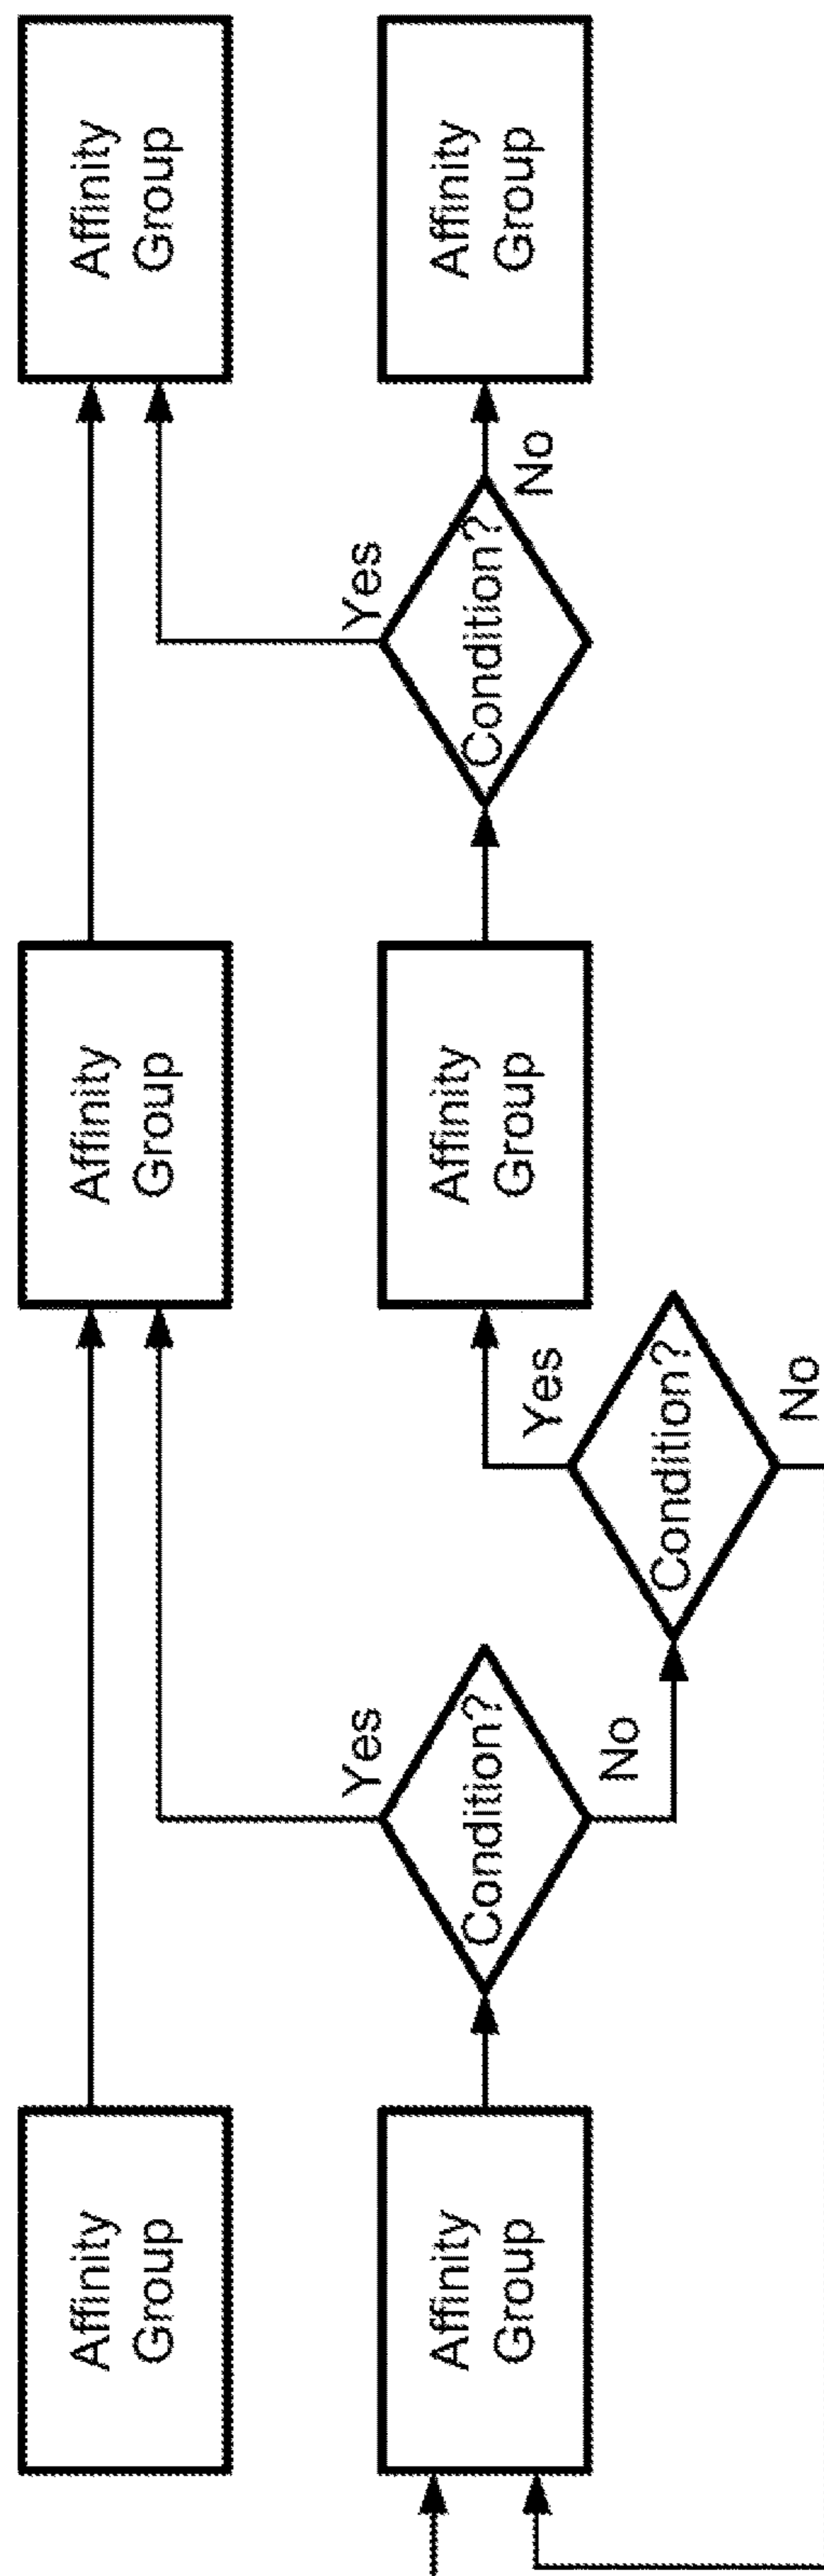 Affinity
Group
Affinity
Group
Affinity
Group
Yes
Yes
Affinity
Group
Condition?
No
Condition?
Yes
No
Affinity
Group
Condition?
No
Affinity
Group